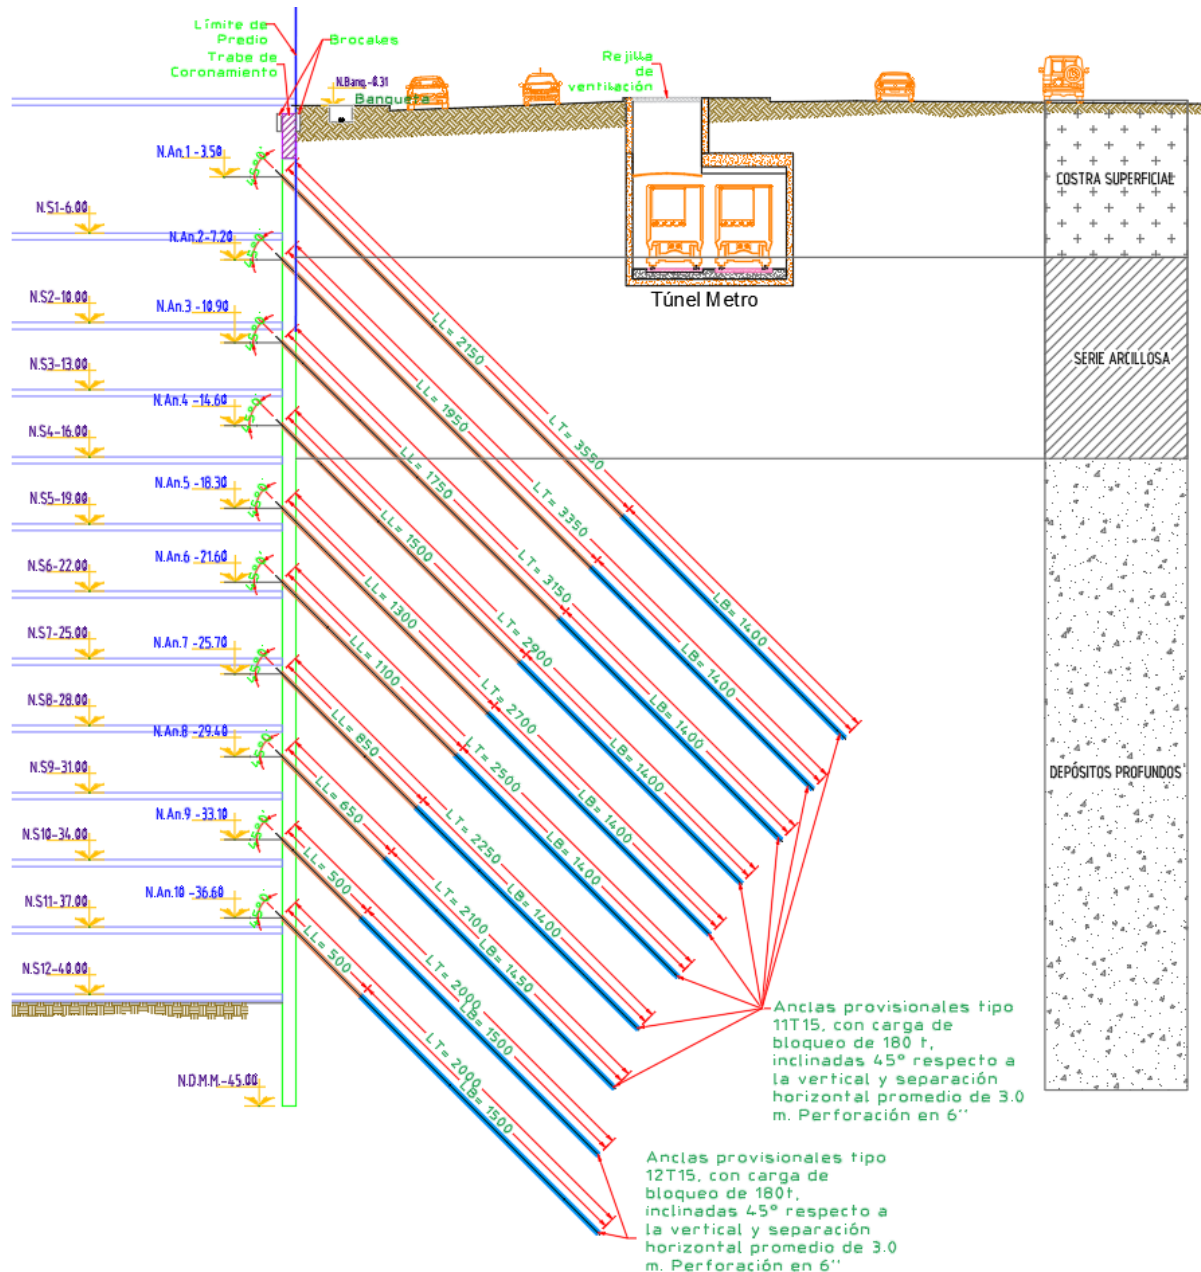 Límite de
Predio
Trabe de
Coronamiento
Brocales
N.Banq.-0.31
Banqueta
Rejilla
de
ventilación
N.An.1 -3.50
N.S1-6.00
N.An.2-7.20
N.S2-10.00
N.An.3 -10.90
N.S3-13.00
N.An.4 -14.60
N.S4-16.00
N.An.5 -18.30
N.S5-19.00
N.An.6 -21.60
N.S6-22.00
N.S7-25.00
N.An.7 -25.70
N.S8-28.00
N.An.8 -29.40
N.S9-31.00
N.An.9 -33.10
N.S10-34.00
N.An.10 -36.60
N.S11-37.00
N.S12-40.00
N.D.M.M.-45.00
Túnel Metro
COSTRA SUPERFICIAL
SERIE ARCILLOSA
DEPÓSITOS PROFUNDOS
LL= 2150
LT= 3550
LB= 1400
LL= 1950
LT= 3350
LB= 1400
LL= 1750
LT= 3150
LB= 1400
LL= 1500
LT= 2900
LB= 1400
LL= 1300
LT= 2700
LB= 1400
LL= 1100
LT= 2500
LB= 1400
LL= 850
LT= 2250
LB= 1400
LL= 650
LT= 2100
LB= 1450
LL= 500
LT= 2000
LB= 1500
LL= 500
LT= 2000
LB= 1500
Anclas provisionales tipo
11T15, con carga de
bloqueo de 180 t,
inclinadas 45° respecto a
la vertical y separación
horizontal promedio de 3.0
m. Perforación en 6''
Anclas provisionales tipo
12T15, con carga de
bloqueo de 180t,
inclinadas 45° respecto a
la vertical y separación
horizontal promedio de 3.0
m. Perforación en 6''